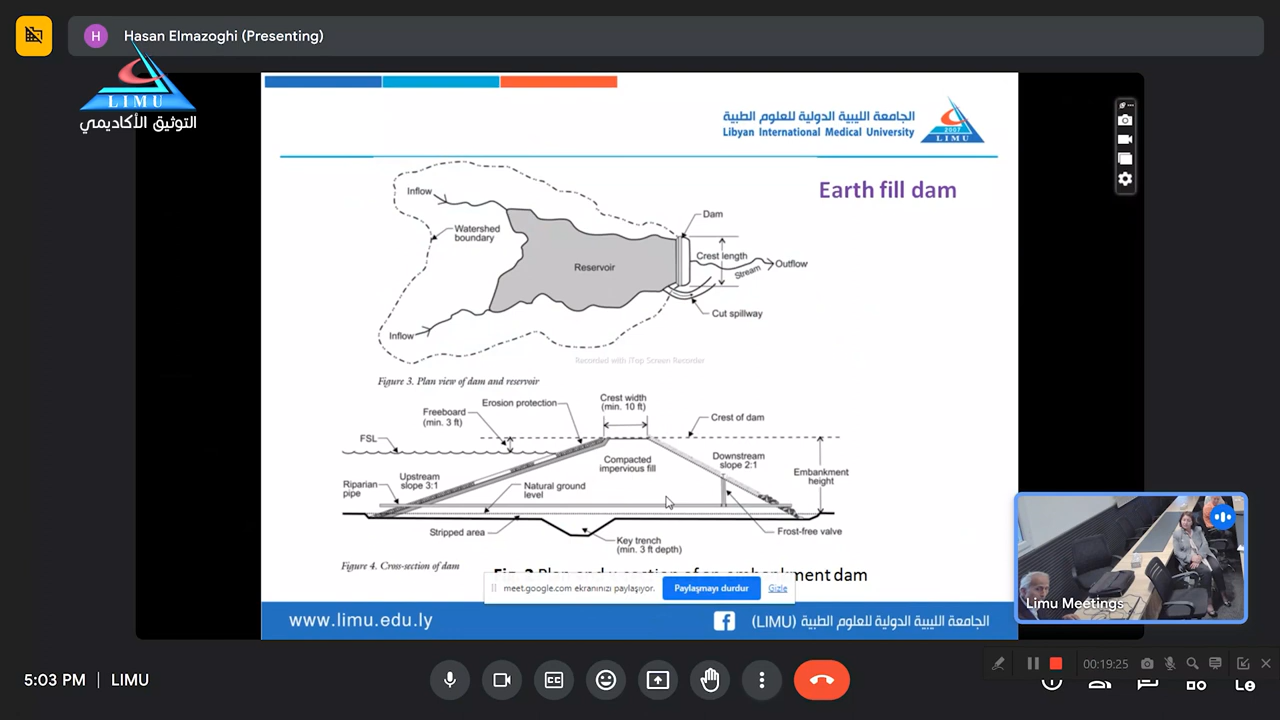 H Hasan Elmazoghi (Presenting)
LIMU
التوثيق الأكاديمي
الجامعة الليبية الدولية للعلوم الطبية
Libyan International Medical University
2007
LIMU
Earth fill dam
Inflow
Watershed
boundary
Reservoir
Dam
Crest length
Stream
Outflow
Cut spillway
Inflow
Recorded with iTop Screen Recorder
Figure 3. Plan view of dam and reservoir
Crest width
(min. 10 ft)
Erosion protection
Freeboard
(min. 3 ft)
Crest of dam
FSL
Compacted
impervious fill
Downstream
slope 2:1
Embankment
height
Upstream
slope 3:1
Riparian
pipe
Natural ground
level
Stripped area
Key trench
(min. 3 ft depth)
Frost-free valve
Figure 4. Cross-section of dam
ment dam
meet.google.com ekranınızı paylaşıyor.
Paylaşmayı durdur
Gizle
www.limu.edu.ly
الجامعة الليبية الدولية للعلوم الطبية (LIMU)
Limu Meetings
00:19:25
5:03 PM | LIMU